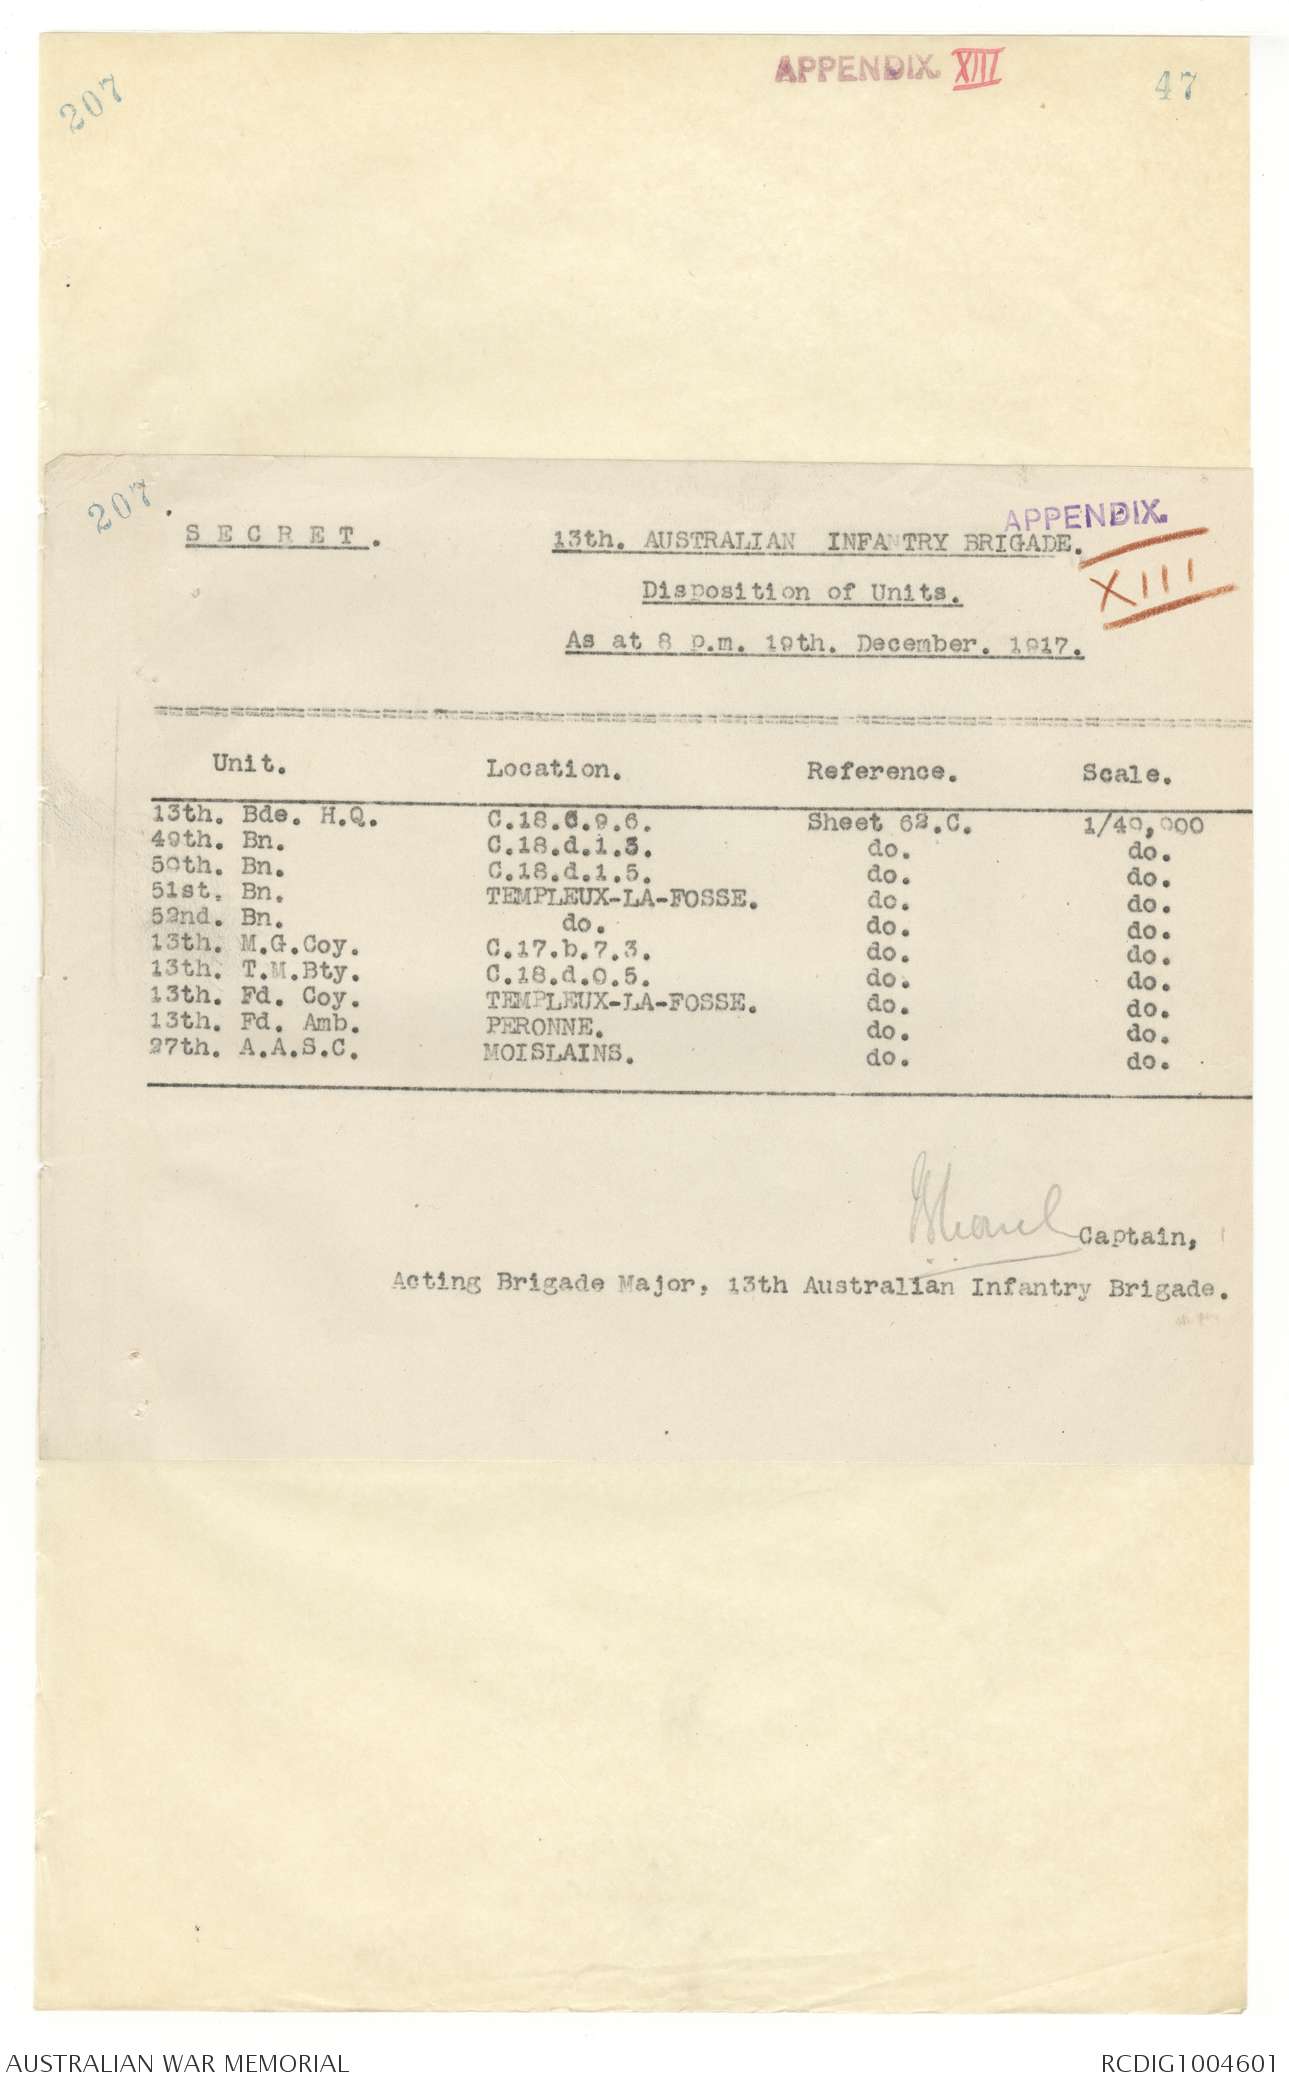 207
APPENDIX. XIII
47
207.
APPENDIX.
XIII
SECRET.
13th. AUSTRALIAN INFANTRY BRIGADE.
Disposition of Units.
As at 8 p.m. 19th. December. 1917.
Unit. Location. Reference. Scale.
13th. Bde. H.Q. C.18.c.9.6. Sheet 62.C. 1/40,000
49th. Bn. C.18.d.1.3. do. do.
50th. Bn. C.18.d.1.5. do. do.
51st. Bn. TEMPLEUX-LA-FOSSE. do. do.
52nd. Bn. do. do. do.
13th. M.G.Coy. C.17.b.7.3. do. do.
13th. T.M.Bty. C.18.d.0.5. do. do.
13th. Fd. Coy. TEMPLEUX-LA-FOSSE. do. do.
13th. Fd. Amb. PERONNE. do. do.
27th. A.A.S.C. MOISLAINS. do. do.
Captain,
Acting Brigade Major, 13th Australian Infantry Brigade.
AUSTRALIAN WAR MEMORIAL
RCDIG1004601